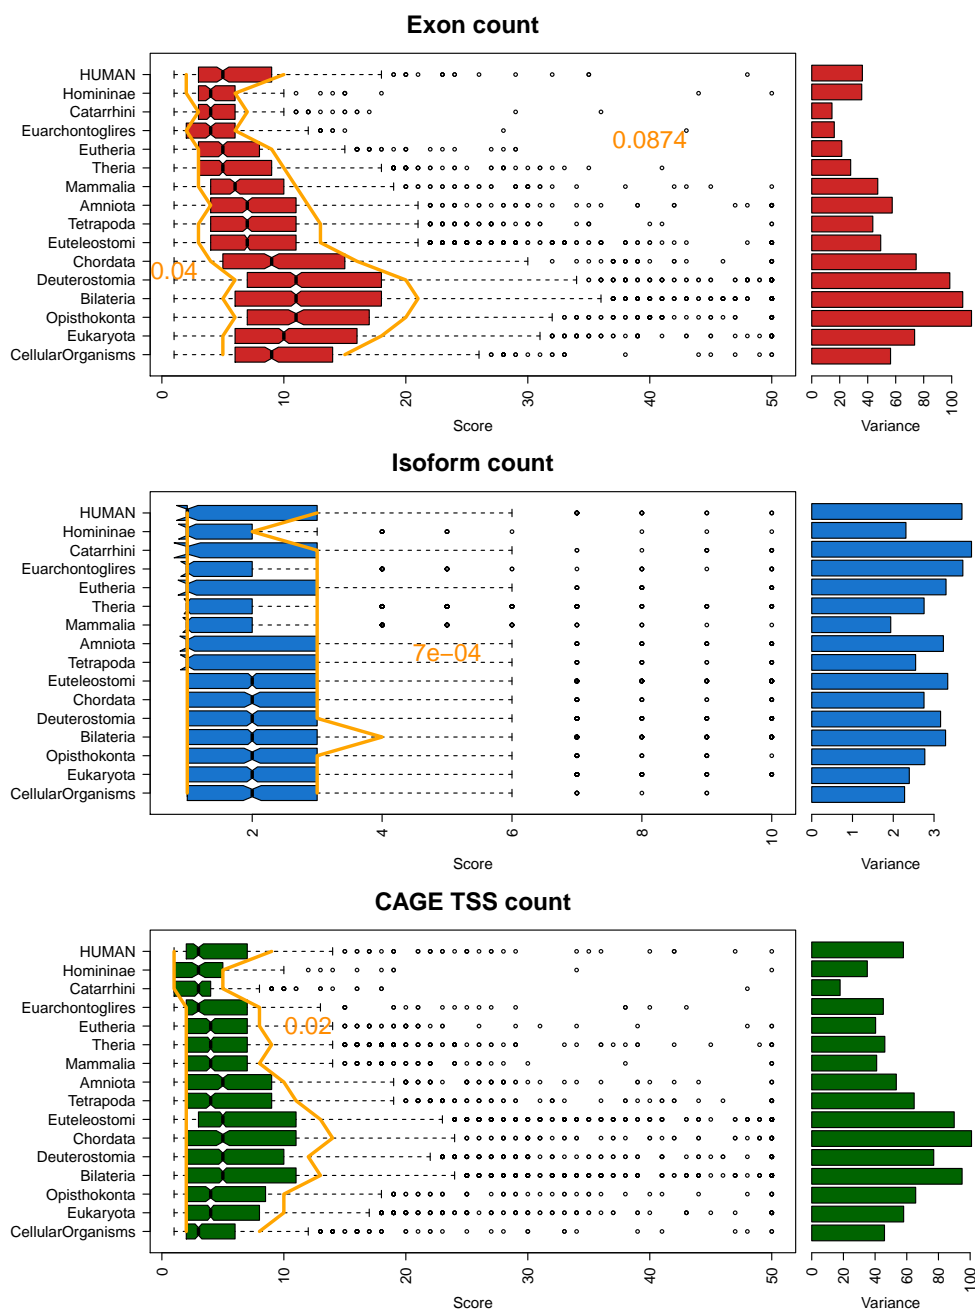 Exon count
HUMAN
Homininae
Catarrhini
Euarchontoglires
Eutheria
Theria
Mammalia
Amniota
Tetrapoda
Euteleostomi
Chordata
Deuterostomia
Bilateria
Opisthokonta
Eukaryota
CellularOrganisms
0.0874
0.04
0 10 20 30 40 50
Score
0 20 40 60 80 100
Variance
Isoform count
HUMAN
Homininae
Catarrhini
Euarchontoglires
Eutheria
Theria
Mammalia
Amniota
Tetrapoda
Euteleostomi
Chordata
Deuterostomia
Bilateria
Opisthokonta
Eukaryota
CellularOrganisms
7e−04
2 4 6 8 10
Score
0 1 2 3
Variance
CAGE TSS count
HUMAN
Homininae
Catarrhini
Euarchontoglires
Eutheria
Theria
Mammalia
Amniota
Tetrapoda
Euteleostomi
Chordata
Deuterostomia
Bilateria
Opisthokonta
Eukaryota
CellularOrganisms
0.02
0 10 20 30 40 50
Score
0 20 40 60 80 100
Variance